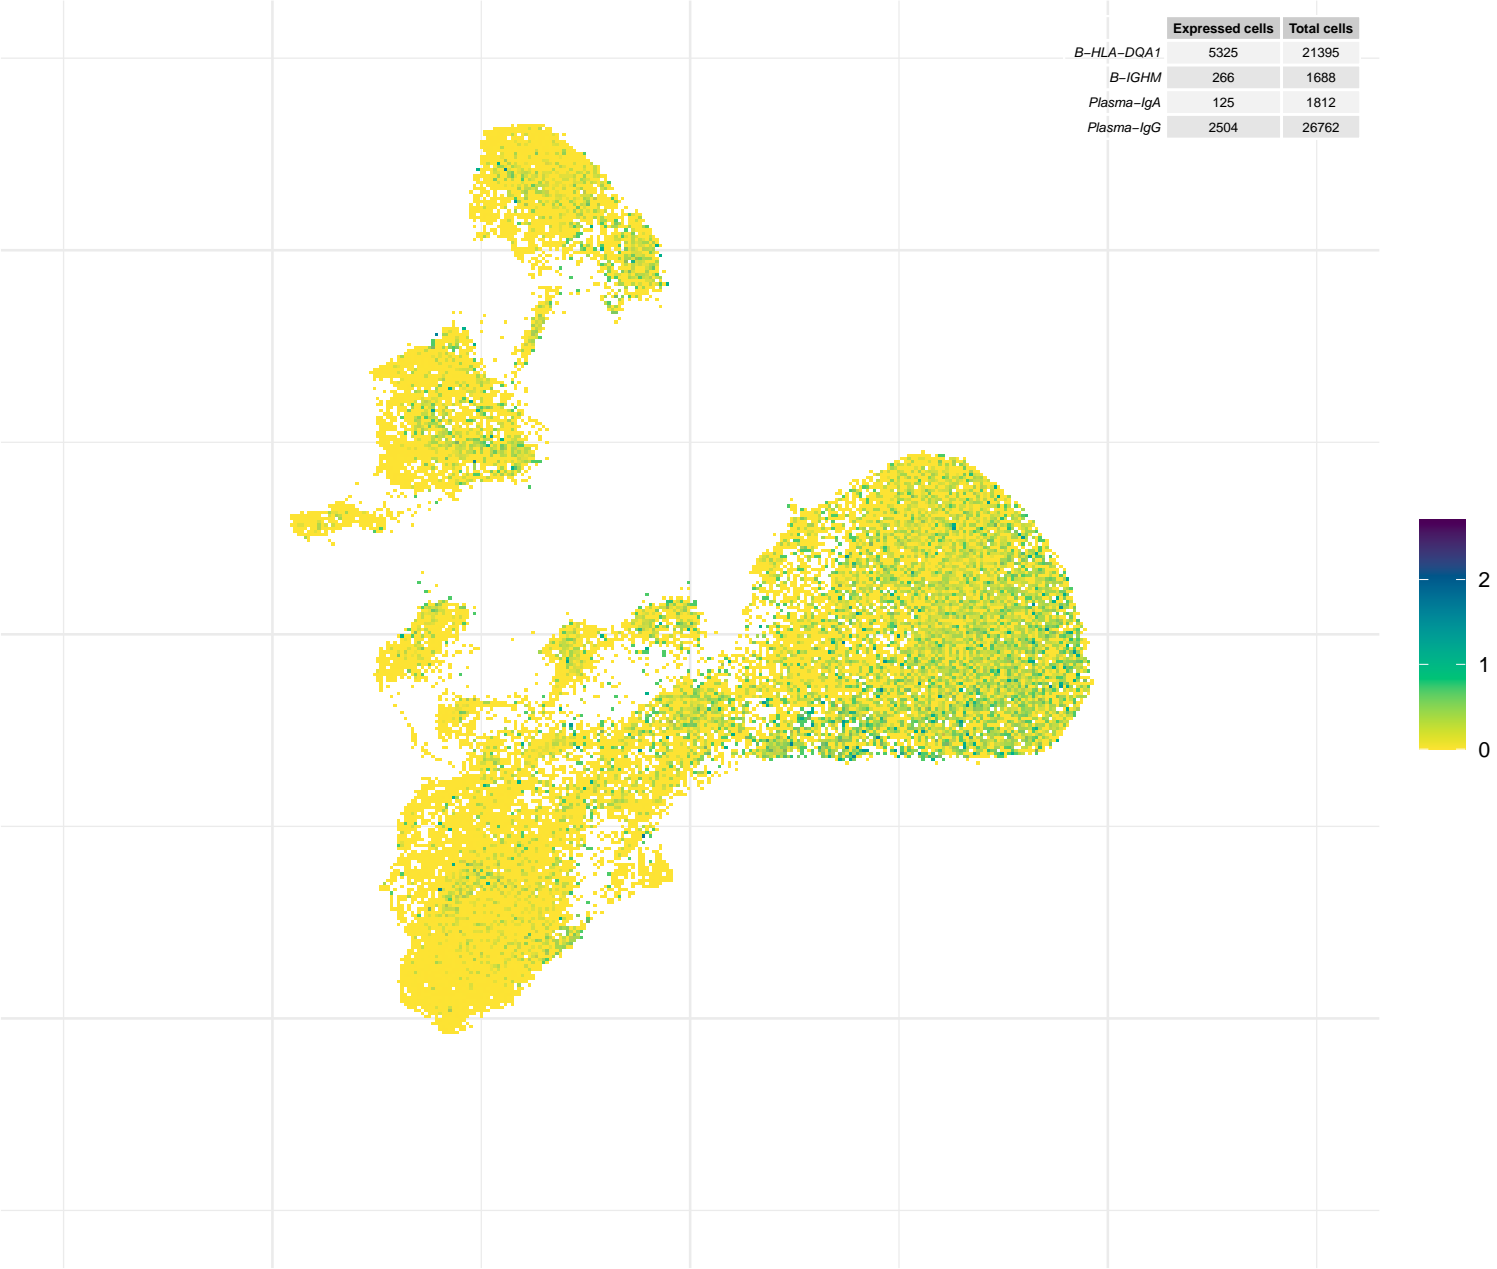 Expressed cells Total cells
B−HLA−DQA1 5325 21395
B−IGHM 266 1688
Plasma−IgA 125 1812
Plasma−IgG 2504 26762
2
1
0